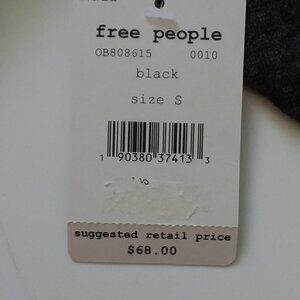 free people
OB808615 0010
black
size S
1 90380 37413 3
suggested retail price
$68.00